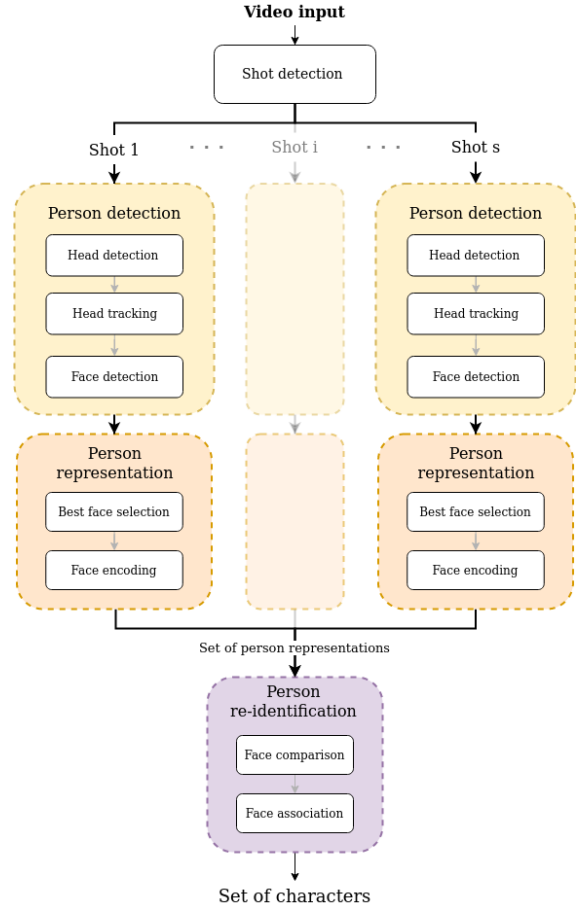 Video input
Shot detection
Shot 1
. . .
Shot i
. . .
Shot s
Person detection
Head detection
Head tracking
Face detection
Person detection
Head detection
Head tracking
Face detection
Person
representation
Best face selection
Face encoding
Person
representation
Best face selection
Face encoding
Set of person representations
Person
re-identification
Face comparison
Face association
Set of characters